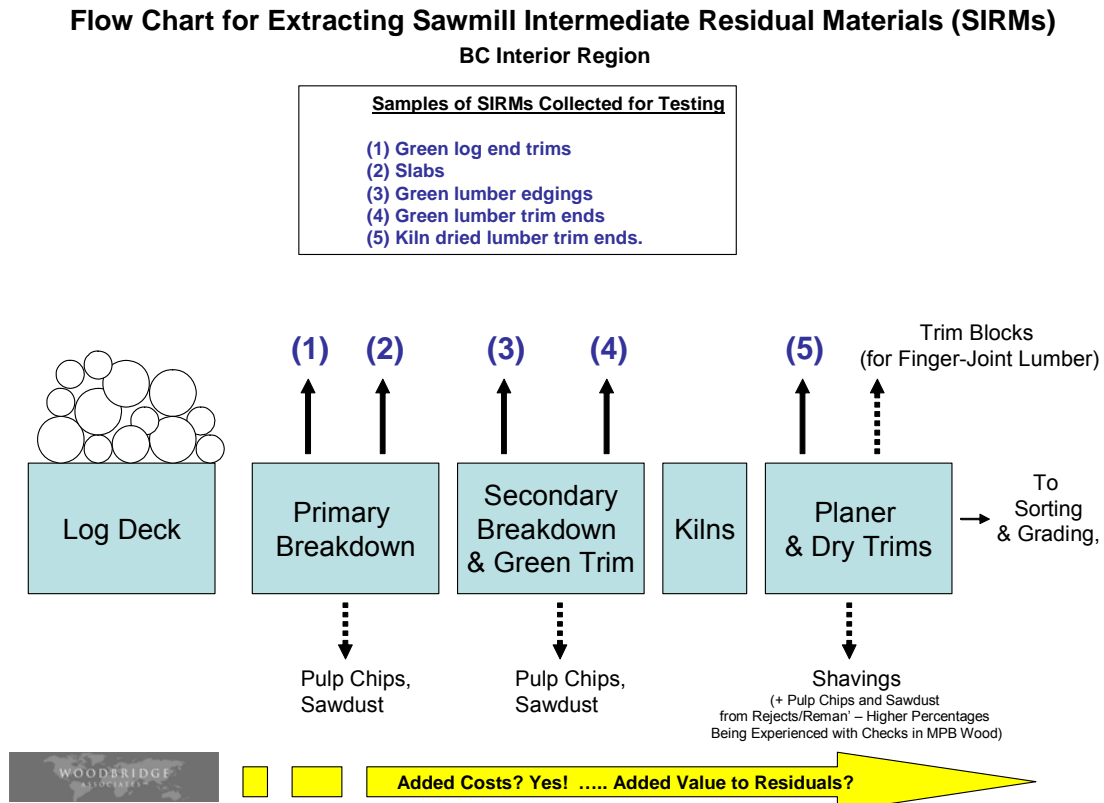 Flow Chart for Extracting Sawmill Intermediate Residual Materials (SIRMs)
BC Interior Region
Samples of SIRMs Collected for Testing
(1) Green log end trims
(2) Slabs
(3) Green lumber edgings
(4) Green lumber trim ends
(5) Kiln dried lumber trim ends.
(1)
(2)
(3)
(4)
(5)
Trim Blocks
(for Finger-Joint Lumber)
Log Deck
Primary
Breakdown
Secondary
Breakdown
& Green Trim
Kilns
Planer
& Dry Trims
To
Sorting
& Grading,
Pulp Chips,
Sawdust
Pulp Chips,
Sawdust
Shavings
(+ Pulp Chips and Sawdust
from Rejects/Reman' – Higher Percentages
Being Experienced with Checks in MPB Wood)
WOODBRIDGE
ASSOCIATES
Added Costs? Yes! ….. Added Value to Residuals?